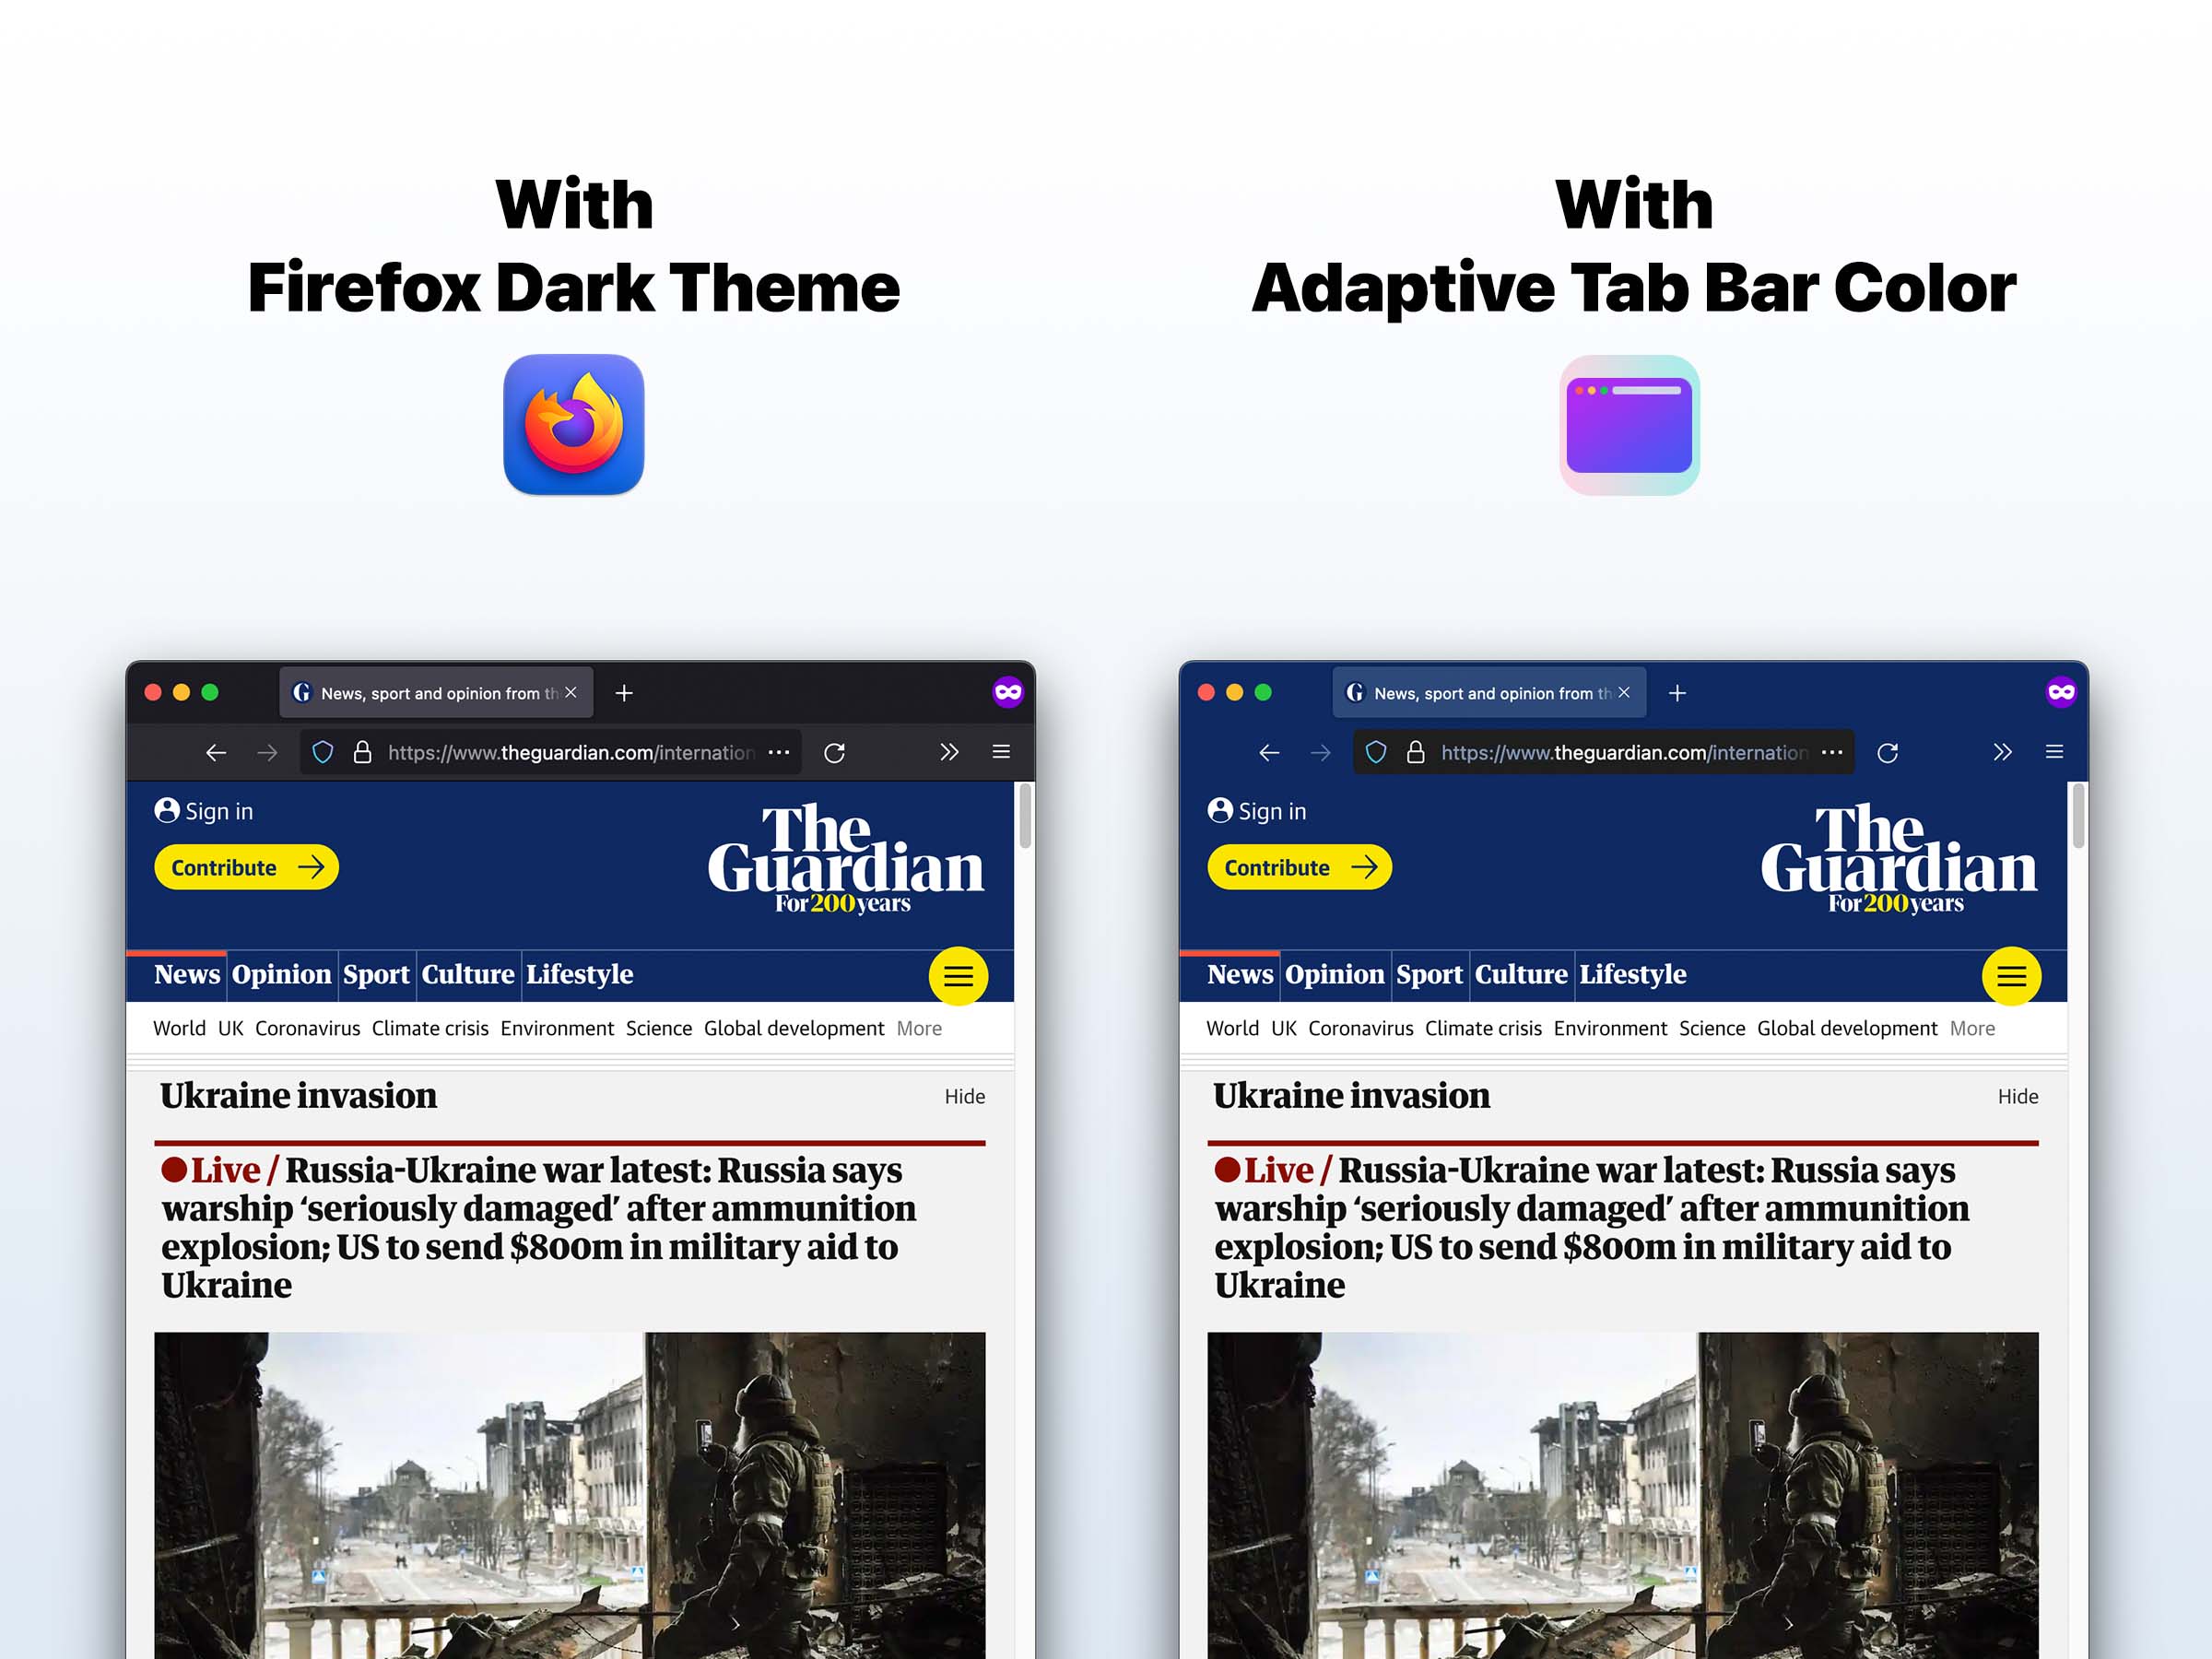 With
Firefox Dark Theme
With
Adaptive Tab Bar Color
G News, sport and opinion from th
https://www.theguardian.com/internation
Sign in
Contribute
The
Guardian
For 200 years
News Opinion Sport Culture Lifestyle
World UK Coronavirus Climate crisis Environment Science Global development More
Ukraine invasion
Hide
Live / Russia-Ukraine war latest: Russia says
warship ‘seriously damaged’ after ammunition
explosion; US to send $800m in military aid to
Ukraine
G News, sport and opinion from th
https://www.theguardian.com/internation
Sign in
Contribute
The
Guardian
For 200 years
News Opinion Sport Culture Lifestyle
World UK Coronavirus Climate crisis Environment Science Global development More
Ukraine invasion
Hide
Live / Russia-Ukraine war latest: Russia says
warship ‘seriously damaged’ after ammunition
explosion; US to send $800m in military aid to
Ukraine